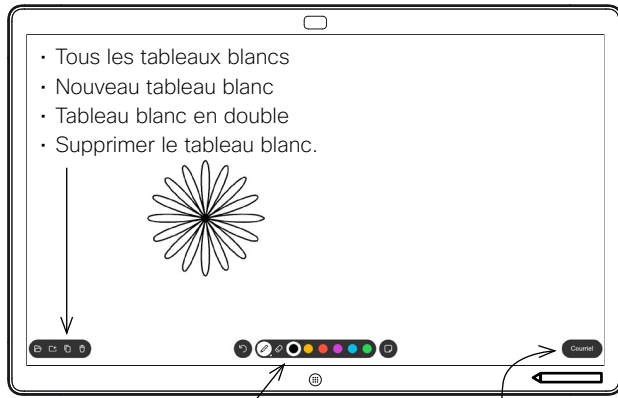 · Tous les tableaux blancs
· Nouveau tableau blanc
· Tableau blanc en double
· Supprimer le tableau blanc.
Courriel